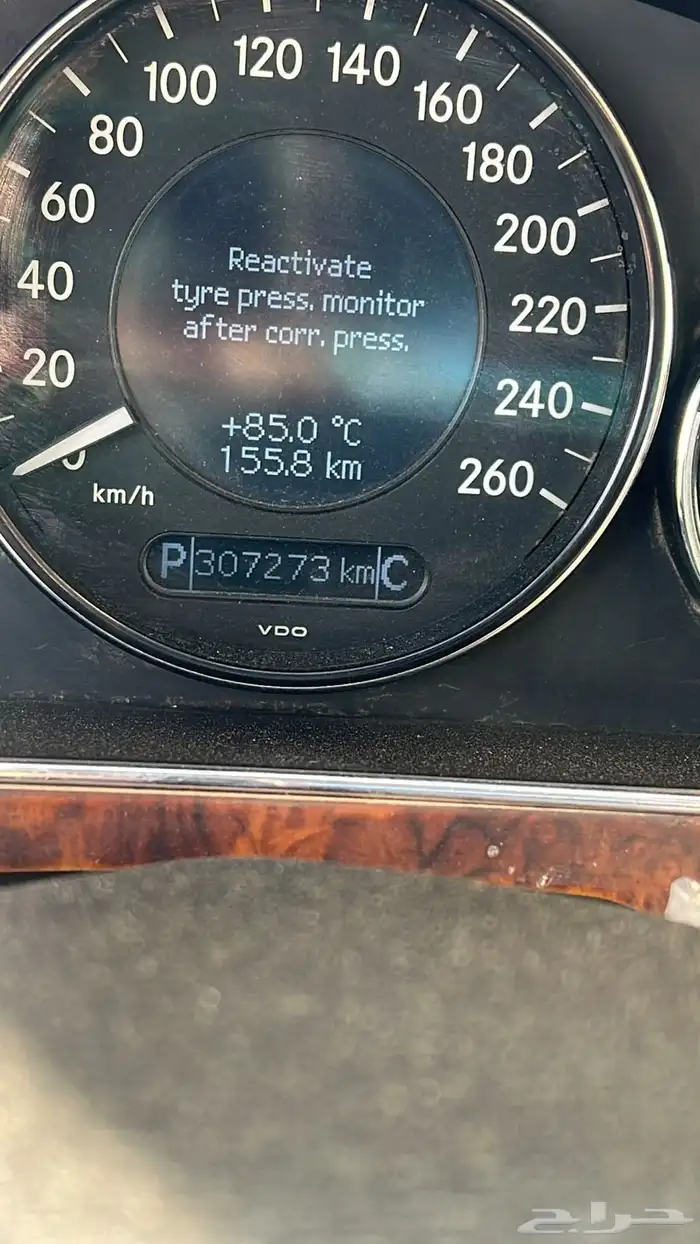 120
140
100
160
80
180
60
200
40
220
20
240
0
260
km/h
Reactivate
tyre press. monitor
after corr. press.
+85.0 °C
155.8 km
P 307273 km C
VDO
حراج